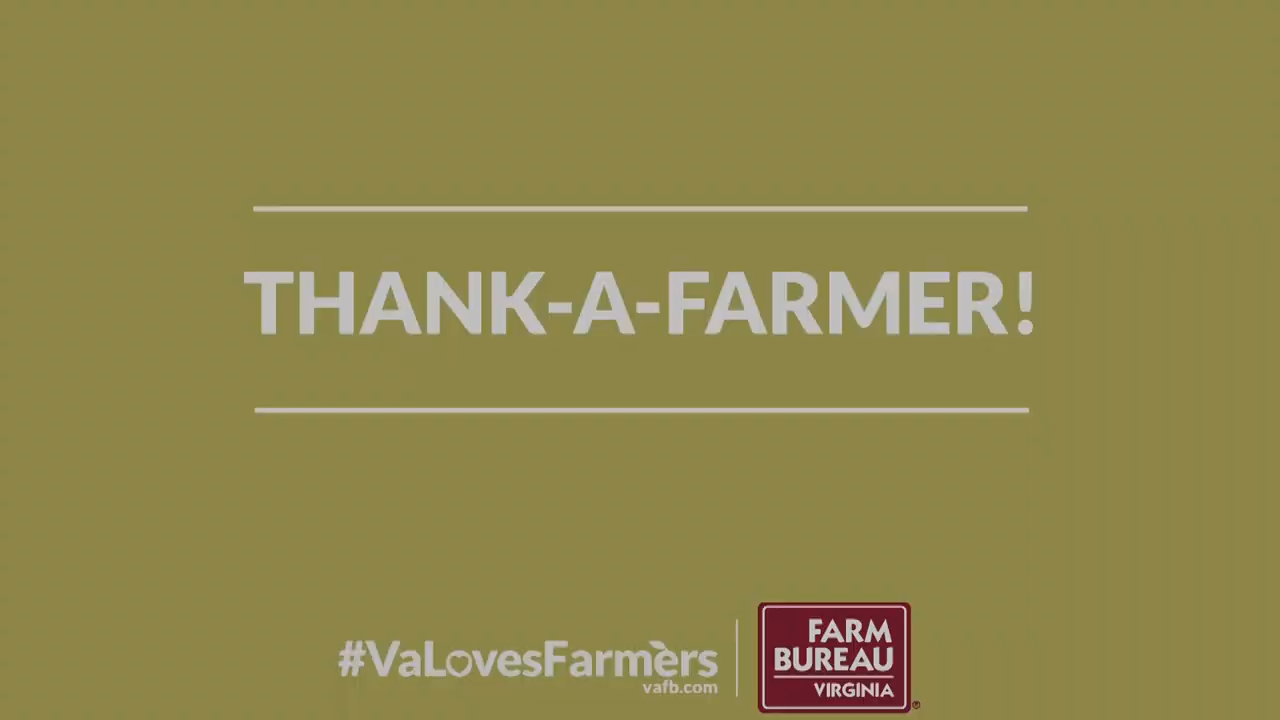 THANK-A-FARMER!
#VaLovesFarmers
vafb.com
FARM
BUREAU
VIRGINIA
®